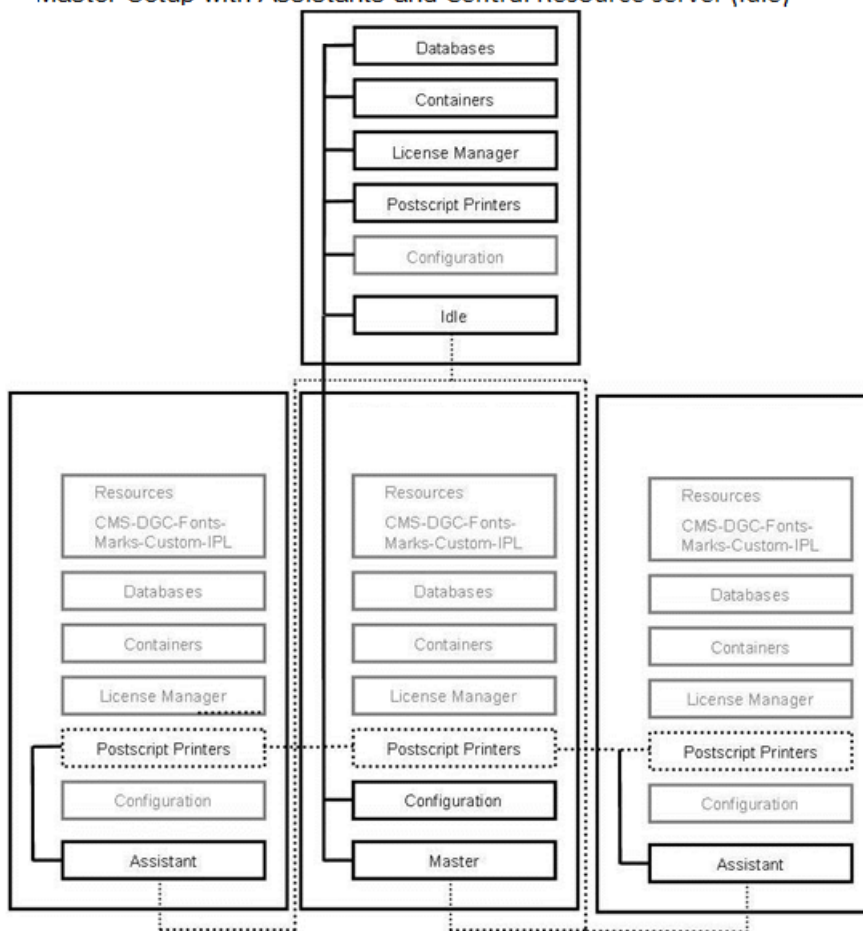 Master Setup with Assistants and Central Resource server (Idle)
Databases
Containers
License Manager
Postscript Printers
Configuration
Idle
Resources
CMS-DGC-Fonts-
Marks-Custom-IPL
Databases
Containers
License Manager
Postscript Printers
Configuration
Assistant
Resources
CMS-DGC-Fonts-
Marks-Custom-IPL
Databases
Containers
License Manager
Postscript Printers
Configuration
Master
Resources
CMS-DGC-Fonts-
Marks-Custom-IPL
Databases
Containers
License Manager
Postscript Printers
Configuration
Assistant